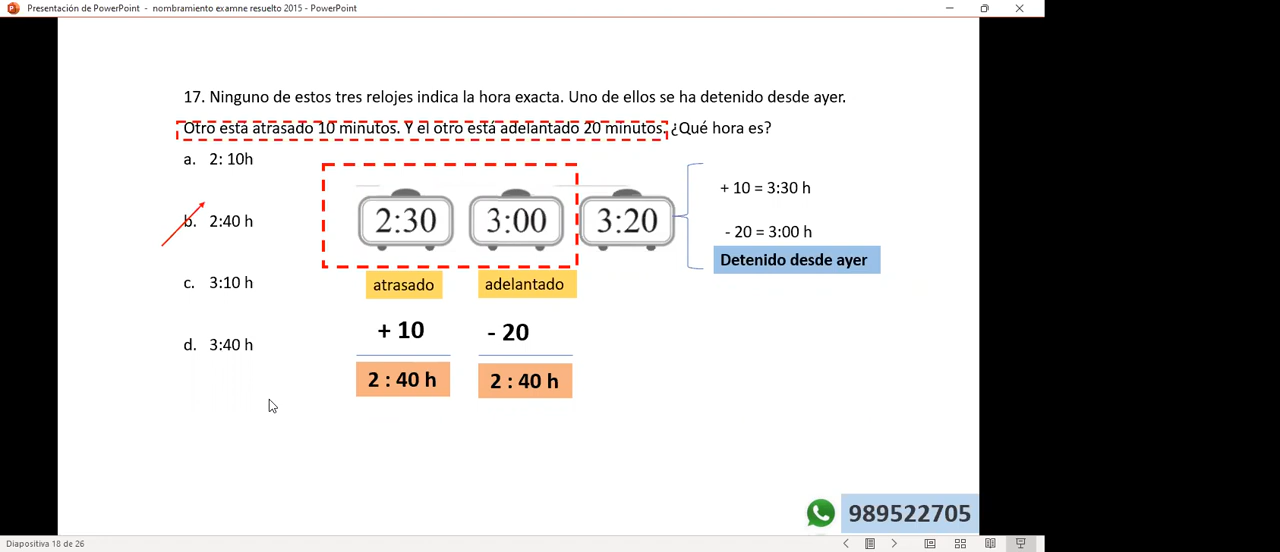 Presentación de PowerPoint - nombramiento examne resuelto 2015 - PowerPoint
17. Ninguno de estos tres relojes indica la hora exacta. Uno de ellos se ha detenido desde ayer.
Otro esta atrasado 10 minutos. Y el otro está adelantado 20 minutos. ¿Qué hora es?
a. 2: 10h
b. 2:40 h
c. 3:10 h
d. 3:40 h
2:30 3:00 3:20
+ 10 = 3:30 h
- 20 = 3:00 h
Detenido desde ayer
atrasado adelantado
+ 10 - 20
2 : 40 h 2 : 40 h
989522705
Diapositiva 18 de 26